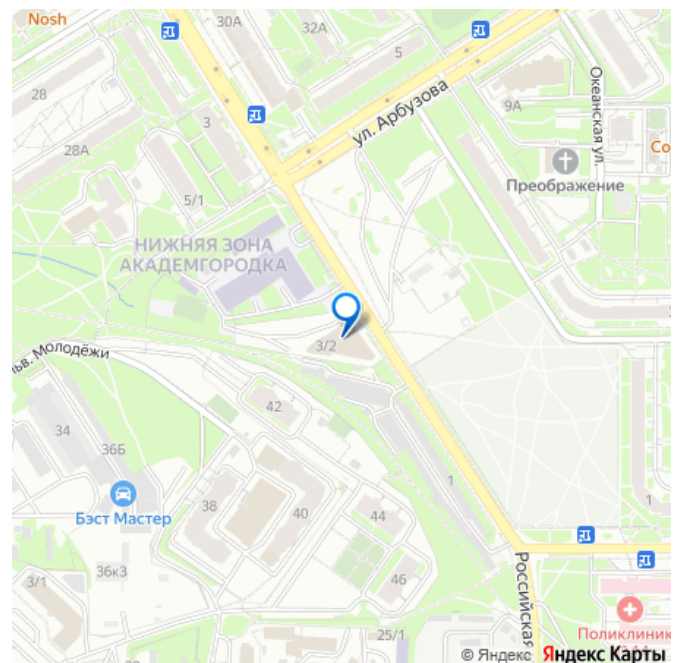 Nosh
30А
32А
5
28
3
ул. Арбузова
9А
Океанская ул.
28А
Со
Преображение
5/1
НИЖНЯЯ ЗОНА
АКАДЕМГОРОДКА
3/2
ьв. Молодёжи
42
34
36Б
1
38
40
44
1
Бэст Мастер
36к3
46
3/1
Российская
25/1
Поликлиник
© Яндекс
Яндекс Карты